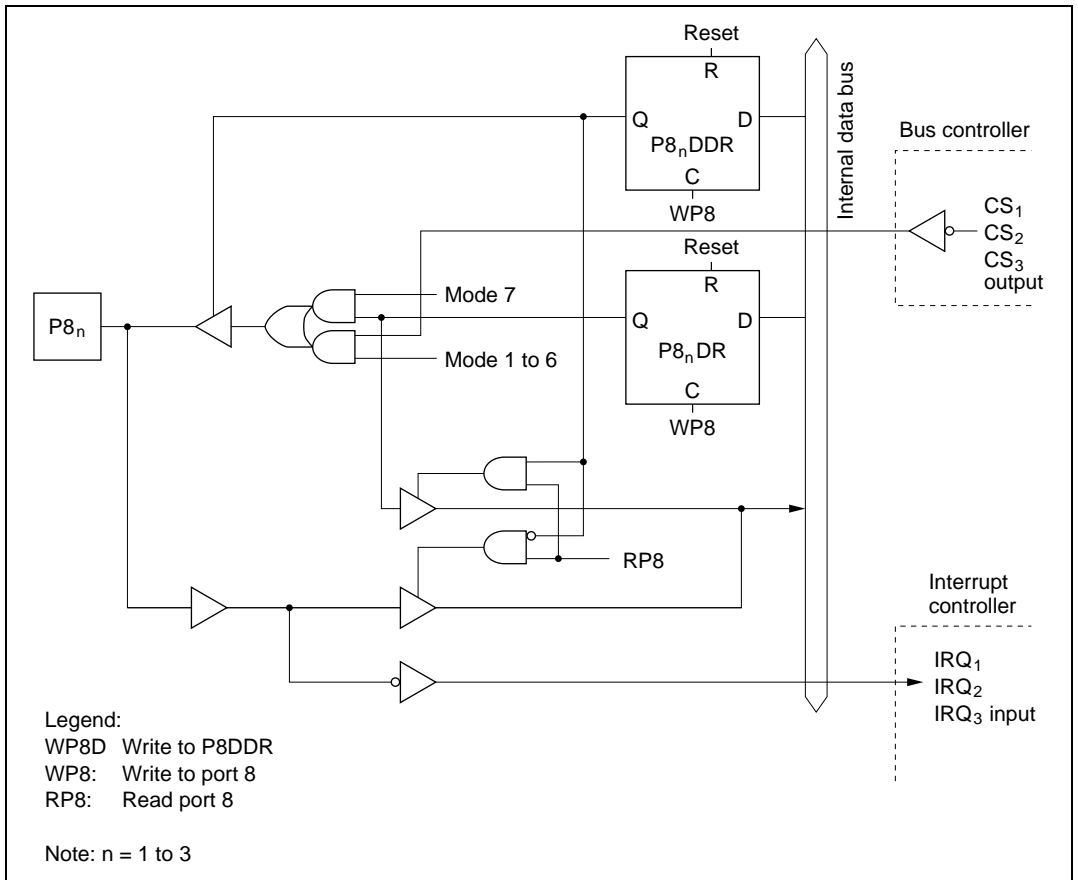 Reset
R
Q
D
P8nDDR
C
WP8
Internal data bus
Bus controller
CS1
CS2
CS3
output
Reset
R
Q
D
P8nDR
C
WP8
Mode 7
Mode 1 to 6
P8n
RP8
Interrupt
controller
IRQ1
IRQ2
IRQ3 input
Legend:
WP8D Write to P8DDR
WP8: Write to port 8
RP8: Read port 8
Note: n = 1 to 3